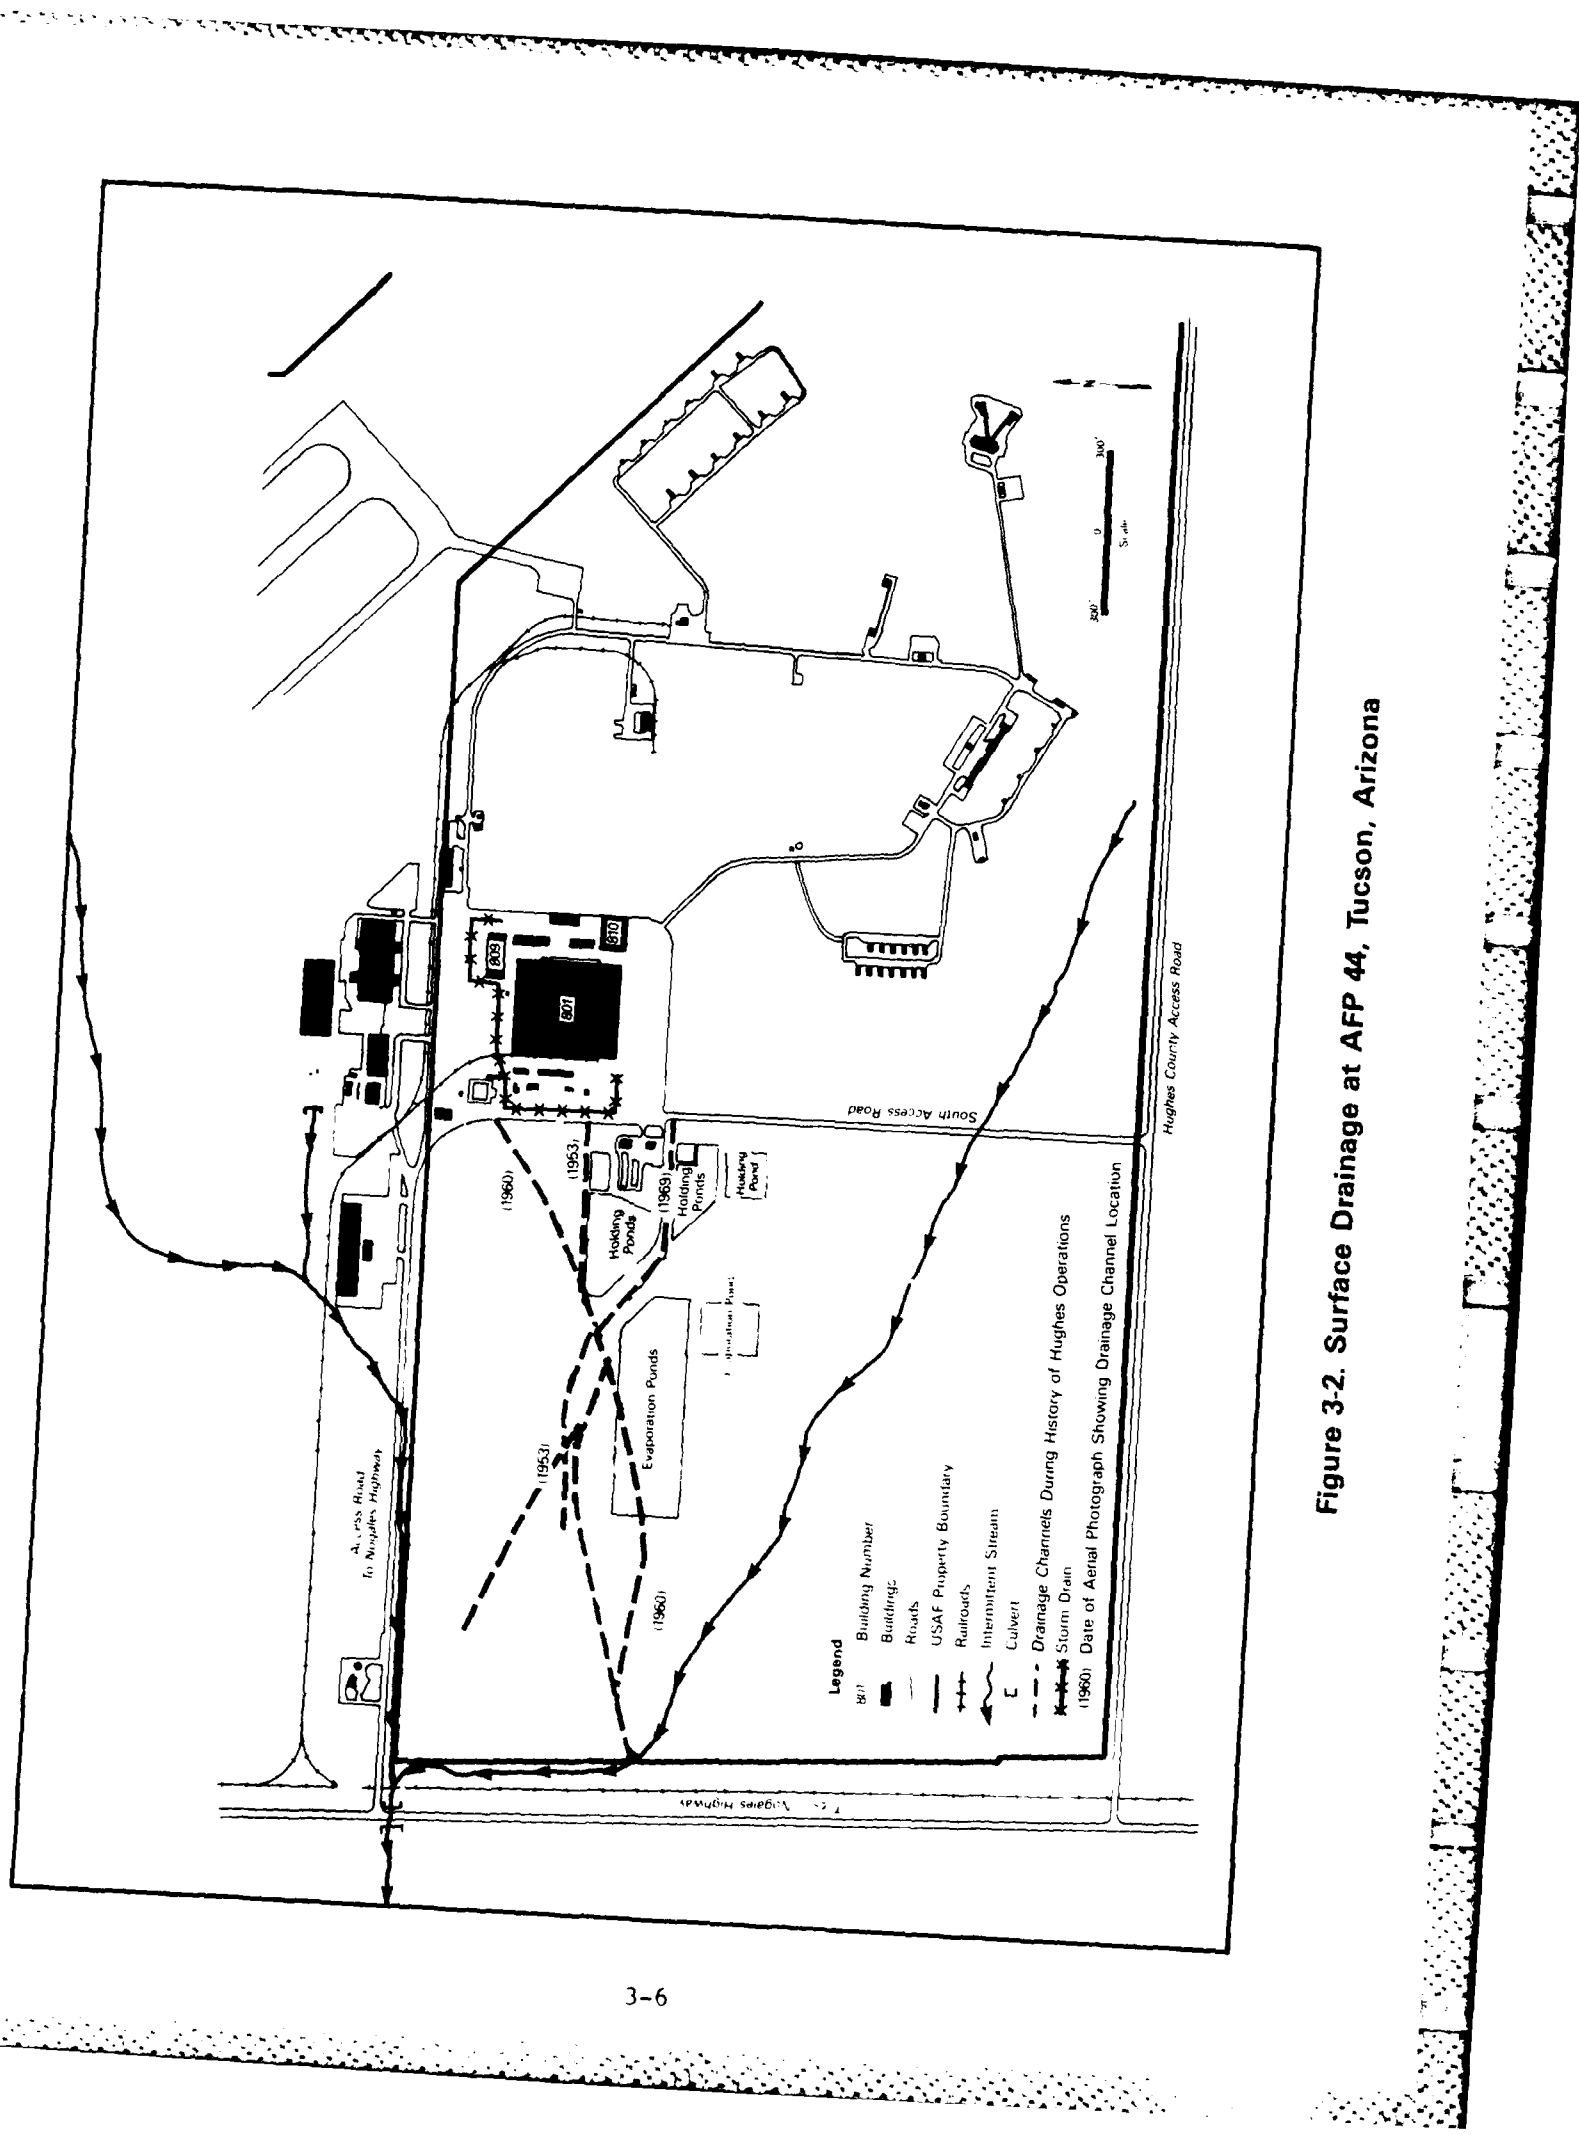 Access Road
To Nogales Highway
(1960)
(1953)
(1969)
Holding
Ponds
Holding
Ponds
Holding
Pond
(1953)
Evaporation Ponds
(1960)
809
810
801
South Access Road
Hughes County Access Road
Nogales Highway
N
300'
0
300'
Scale
Legend
801 Building Number
Buildings
Roads
USAF Property Boundary
Railroads
Intermittent Stream
Culvert
Drainage Channels During History of Hughes Operations
Storm Drain
(1960) Date of Aerial Photograph Showing Drainage Channel Location
Figure 3-2. Surface Drainage at AFP 44, Tucson, Arizona
3-6